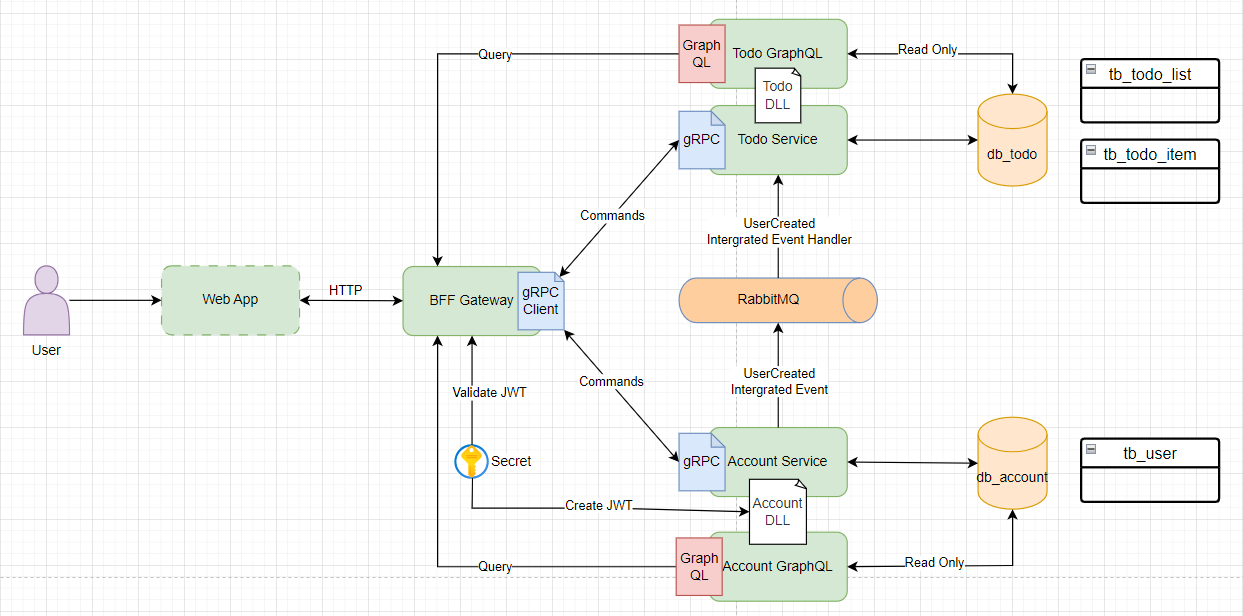 Graph
QL
Todo GraphQL
Read Only
Query
Todo
DLL
tb_todo_list
gRPC
Todo Service
db_todo
tb_todo_item
Commands
UserCreated
Intergrated Event Handler
User
Web App
HTTP
BFF Gateway
gRPC
Client
RabbitMQ
Validate JWT
Commands
UserCreated
Intergrated Event
Secret
gRPC
Account Service
db_account
tb_user
Create JWT
Account
DLL
Graph
QL
Account GraphQL
Read Only
Query